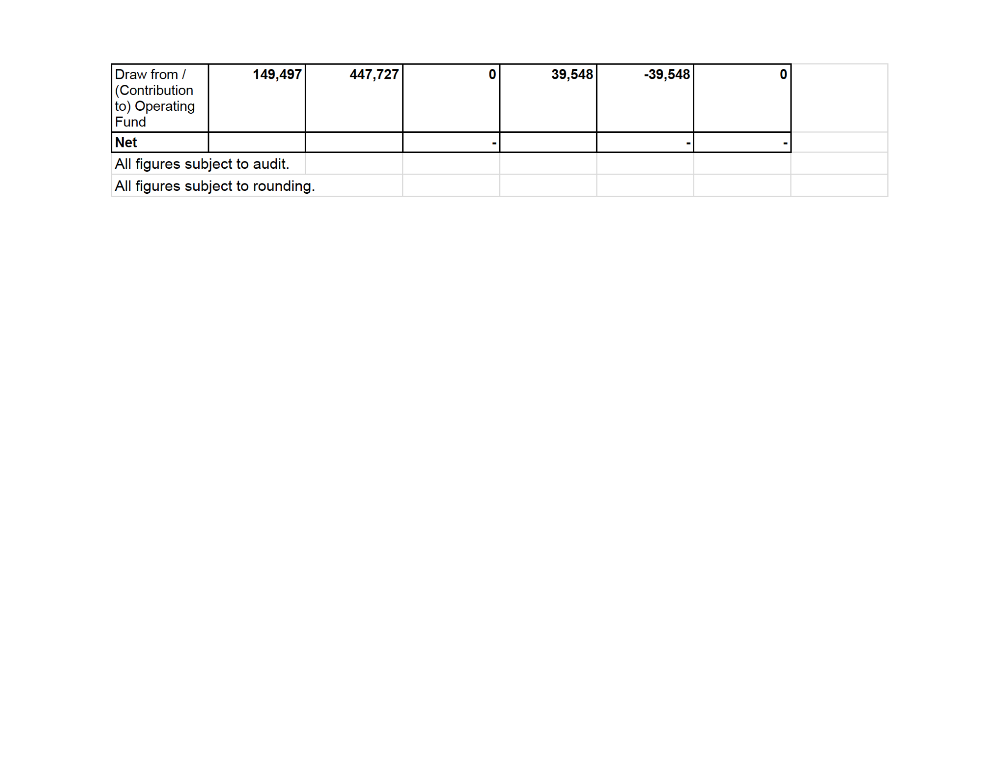 Draw from / 149,497 447,727 0 39,548 -39,548 0
(Contribution
to) Operating
Fund
Net - - -
All figures subject to audit.
All figures subject to rounding.